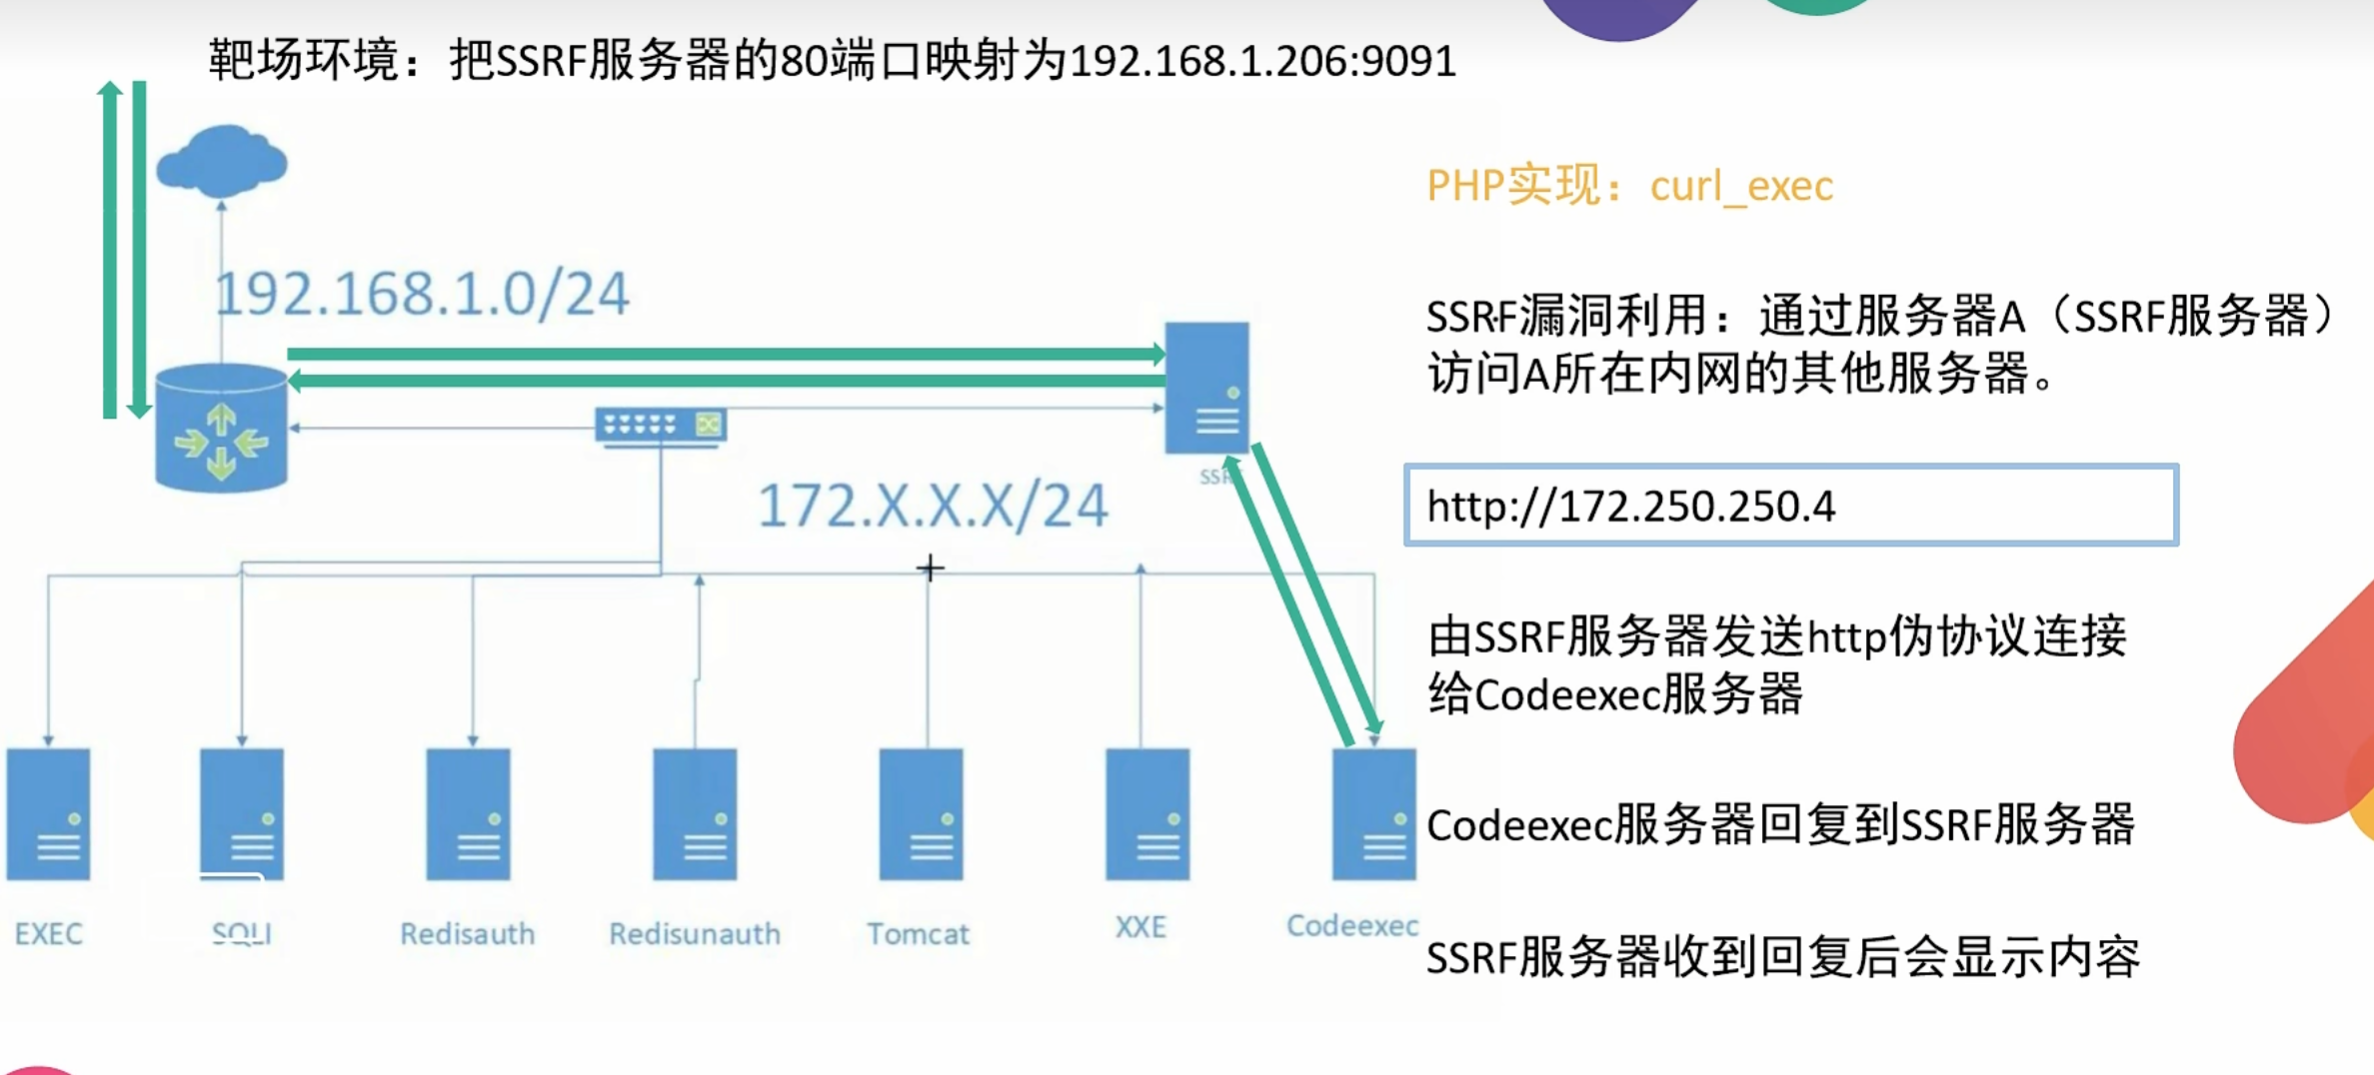 靶场环境：把SSRF服务器的80端口映射为192.168.1.206:9091
PHP实现：curl_exec
192.168.1.0/24
SSRF漏洞利用：通过服务器A（SSRF服务器）
访问A所在内网的其他服务器。
SSRF
172.X.X.X/24
http://172.250.250.4
由SSRF服务器发送http伪协议连接
给Codeexec服务器
Codeexec服务器回复到SSRF服务器
SSRF服务器收到回复后会显示内容
EXEC
SQLI
Redisauth
Redisunauth
Tomcat
XXE
Codeexec